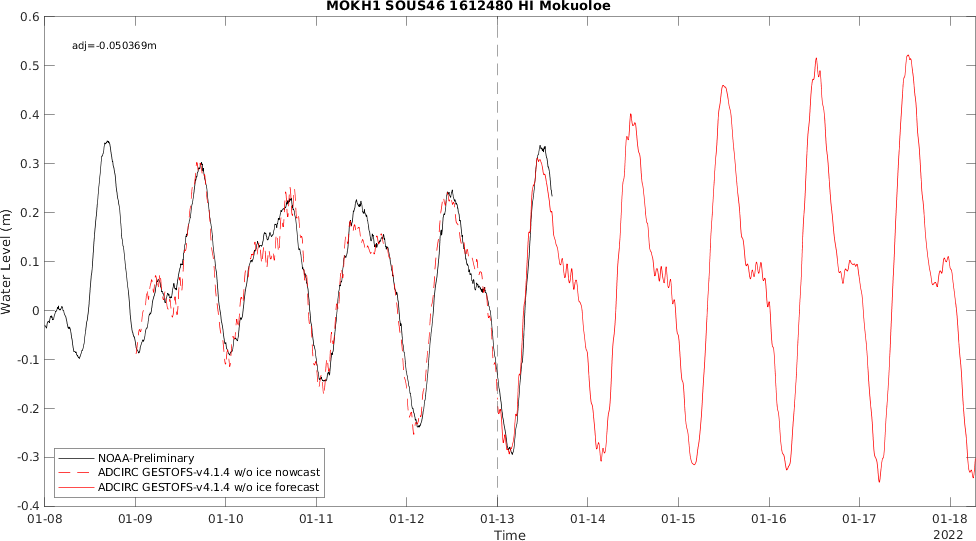 MOKH1 SOUS46 1612480 HI Mokuoloe
adj=-0.050369m
Water Level (m)
0.6
0.5
0.4
0.3
0.2
0.1
0
-0.1
-0.2
-0.3
-0.4
NOAA-Preliminary
ADCIRC GESTOFS-v4.1.4 w/o ice nowcast
ADCIRC GESTOFS-v4.1.4 w/o ice forecast
01-08 01-09 01-10 01-11 01-12 01-13 01-14 01-15 01-16 01-17 01-18
Time
2022